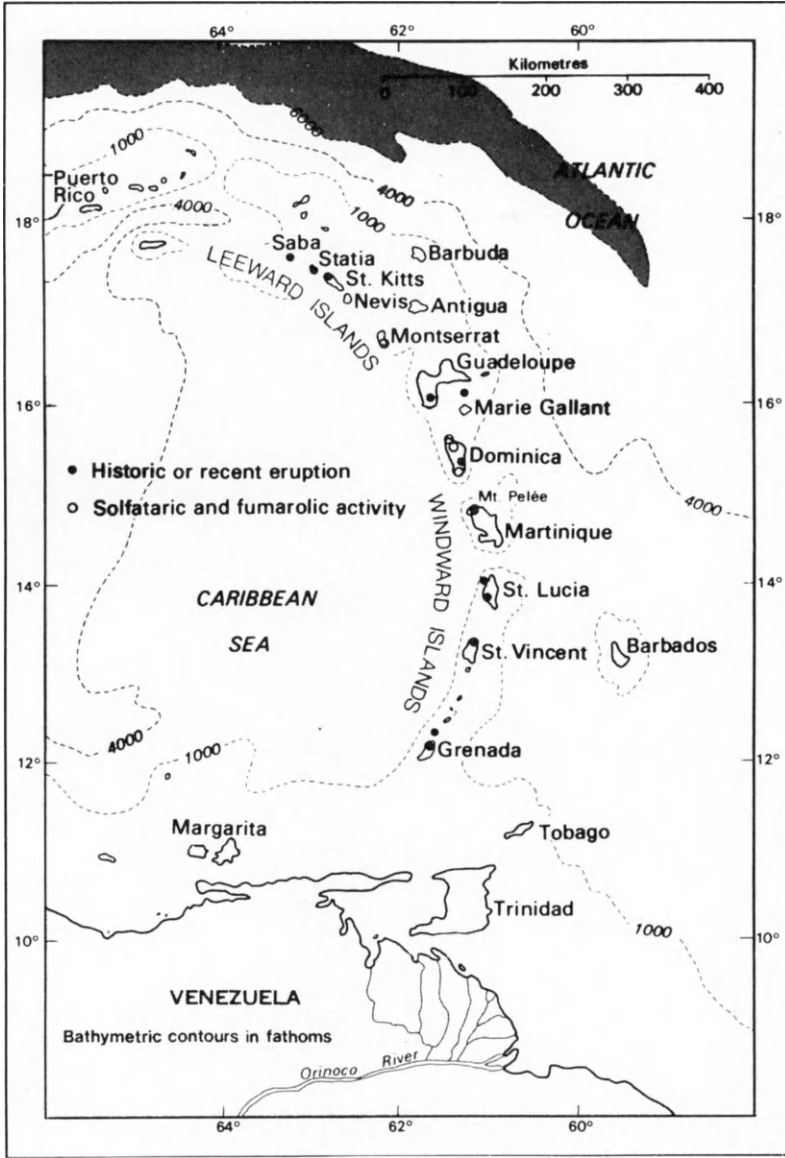 64°
62°
60°
Kilometres
0 100 200 300 400
6000
1000
ATLANTIC
OCEAN
4000
Puerto
Rico
18°
4000
1000
18°
Saba
Statia
St. Kitts
Nevis
Barbuda
Antigua
LEEWARD ISLANDS
Montserrat
Guadeloupe
16°
Marie Gallant
16°
Historic or recent eruption
Dominica
Solfataric and fumarolic activity
Mt. Pelée
4000
Martinique
WINDWARD ISLANDS
14°
14°
CARIBBEAN
SEA
St. Lucia
St. Vincent
Barbados
4000
1000
12°
Grenada
12°
Margarita
Tobago
Trinidad
1000
10°
10°
VENEZUELA
Bathymetric contours in fathoms
Orinoco River
64°
62°
60°